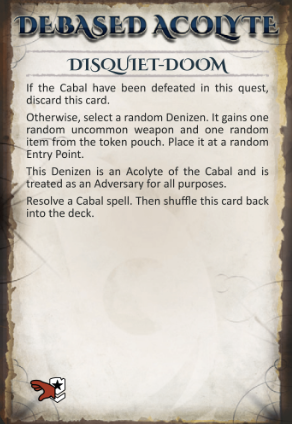 DEBASED ACOLYTE
DISQUIET-DOOM
If the Cabal have been defeated in this quest,
discard this card.
Otherwise, select a random Denizen. It gains one
random uncommon weapon and one random
item from the token pouch. Place it at a random
Entry Point.
This Denizen is an Acolyte of the Cabal and is
treated as an Adversary for all purposes.
Resolve a Cabal spell. Then shuffle this card back
into the deck.